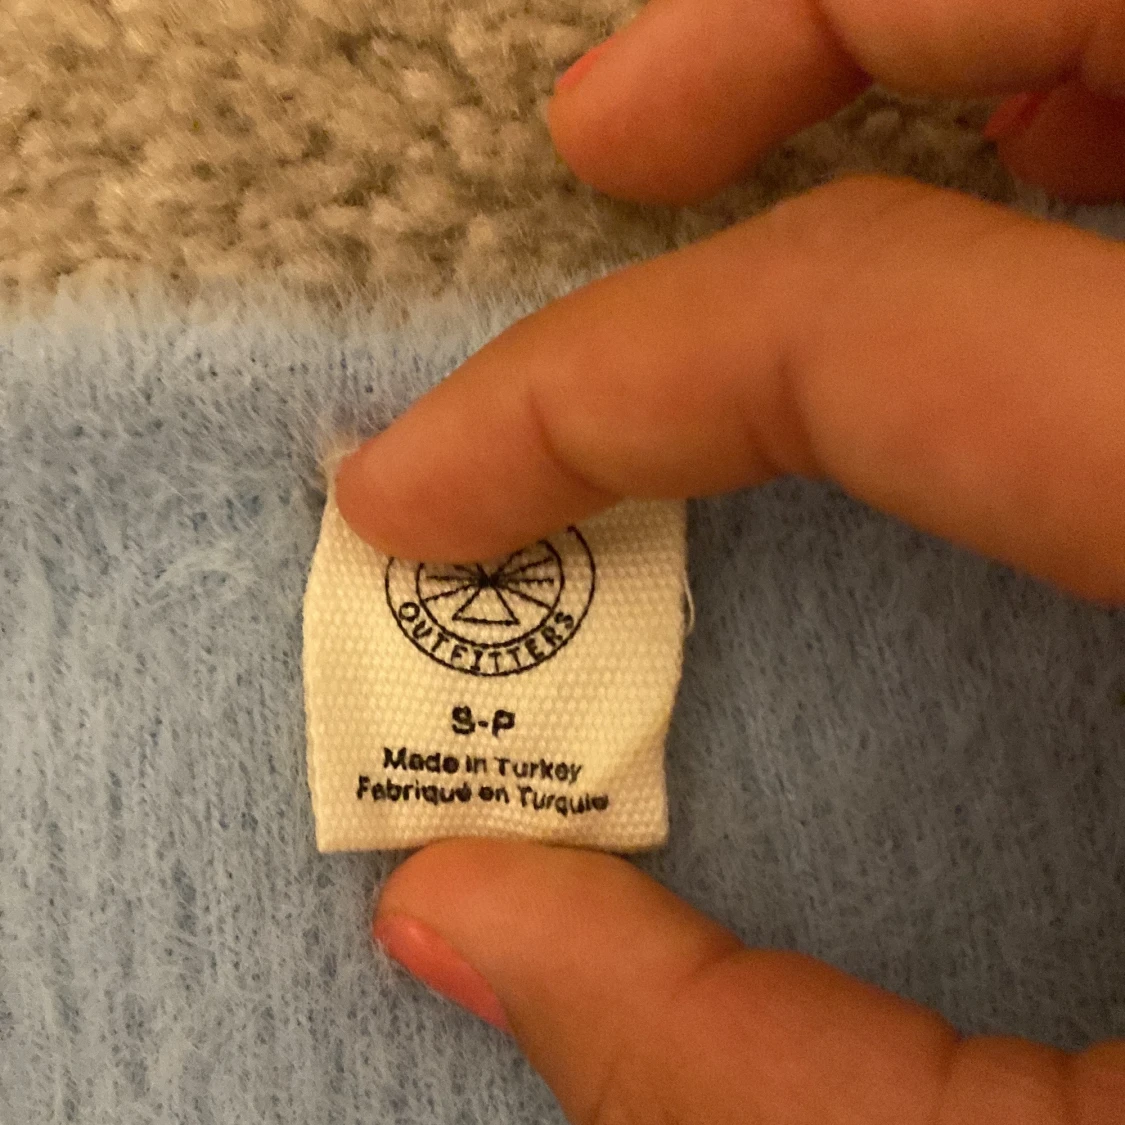 OUTFITTERS
S-P
Made in Turkey
Fabriqué en Turquie